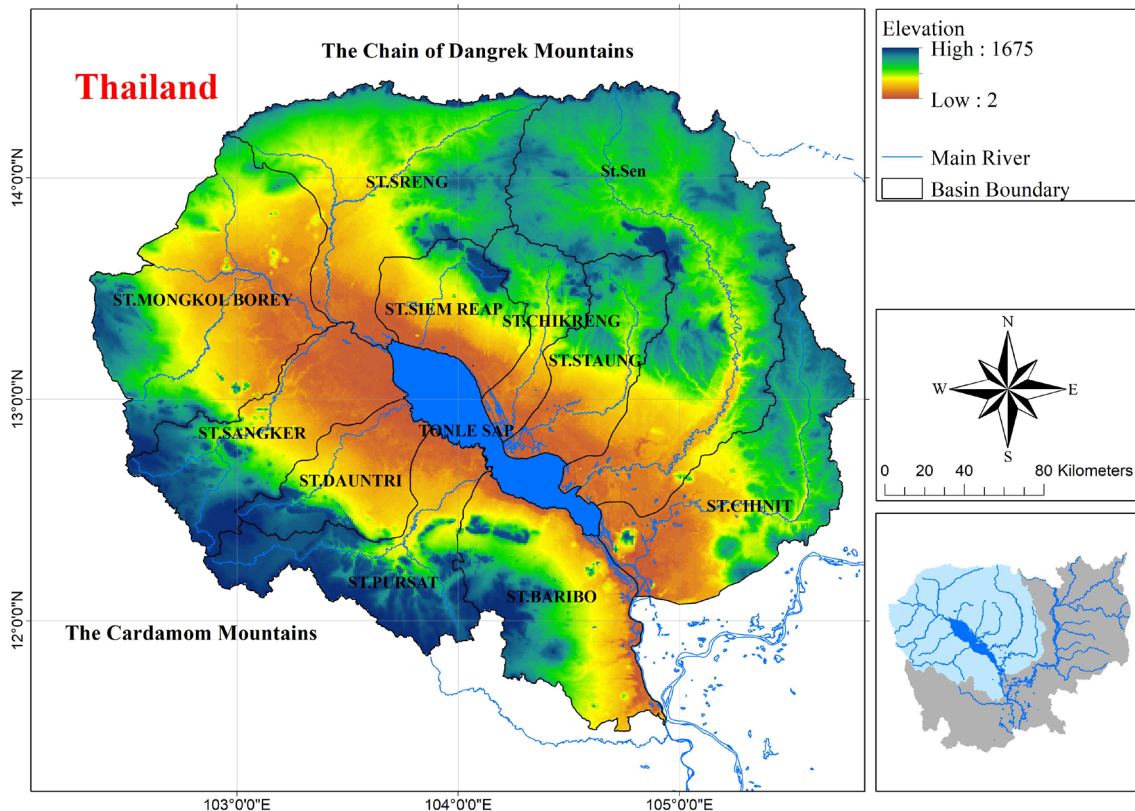 The Chain of Dangrek Mountains
Thailand
ST.SRENG
St.Sen
ST.MONGKOL BOREY
ST.SIEM REAP
ST.CHIKRENG
ST.STAUNG
ST.SANGKER
TONLE SAP
ST.DAUNTRI
ST.CHINIT
ST.PURSAT
ST.BARIBO
The Cardamom Mountains
14°0'0"N
13°0'0"N
12°0'0"N
103°0'0"E
104°0'0"E
105°0'0"E
Elevation
High : 1675
Low : 2
Main River
Basin Boundary
N
W
E
S
0 20 40 80 Kilometers